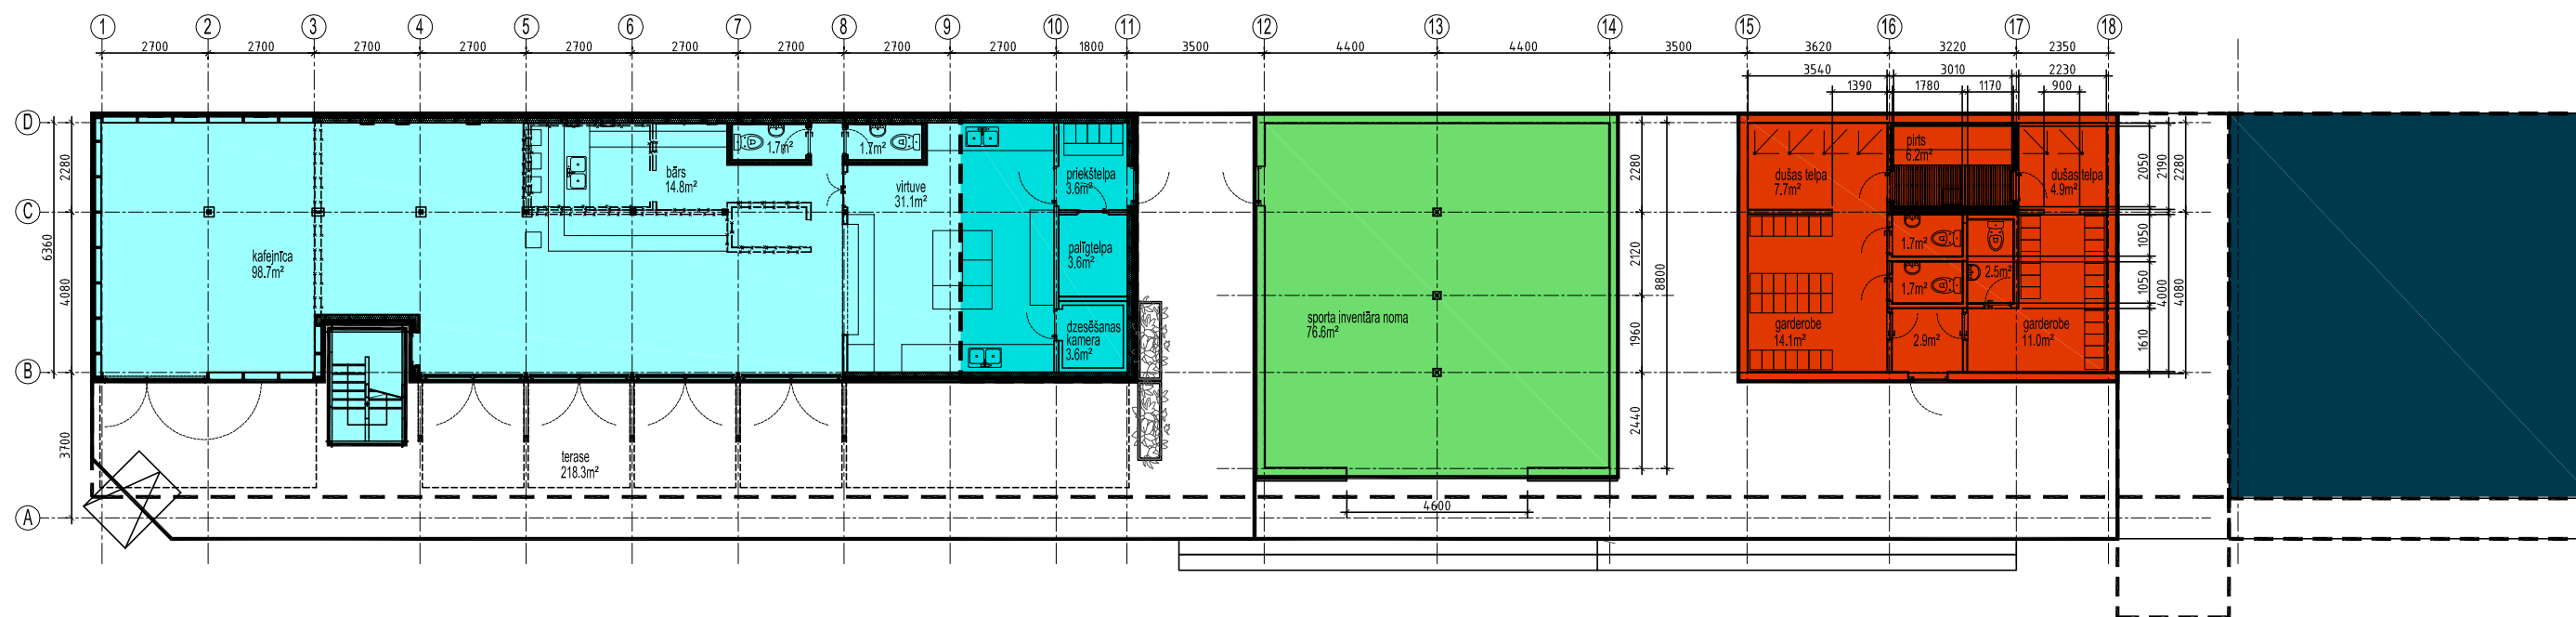 1 2 3 4 5 6 7 8 9 10 11 12 13 14 15 16 17 18
2700 2700 2700 2700 2700 2700 2700 2700 2700 1800 3500 4400 4400 3500 3620 3220 2350
3540 3010 2230
1390 1780 1170 900
D
C
B
A
2280
6360
4080
3700
kafejnīca
98.7m²
bārs
14.8m²
1.7m²
1.7m²
virtuve
31.1m²
priekštelpa
3.6m²
palīgtelpa
3.6m²
dzesēšanas
kamera
3.6m²
terase
218.3m²
sporta inventāra noma
76.6m²
2280
2120
8800
1960
2440
4600
dušas telpa
7.7m²
pirts
6.2m²
dušas telpa
4.9m²
1.7m²
2.5m²
1.7m²
garderobe
14.1m²
2.9m²
garderobe
11.0m²
2050
2190
2280
1050
1050
4000
4080
1610